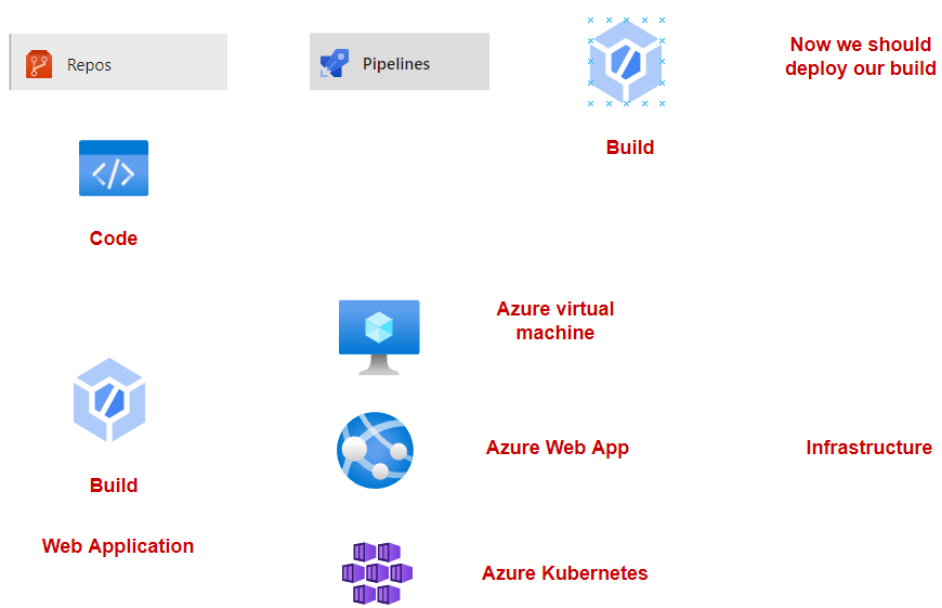 Repos
Pipelines
Now we should
deploy our build
Build
Code
Azure virtual
machine
Azure Web App
Infrastructure
Build
Web Application
Azure Kubernetes